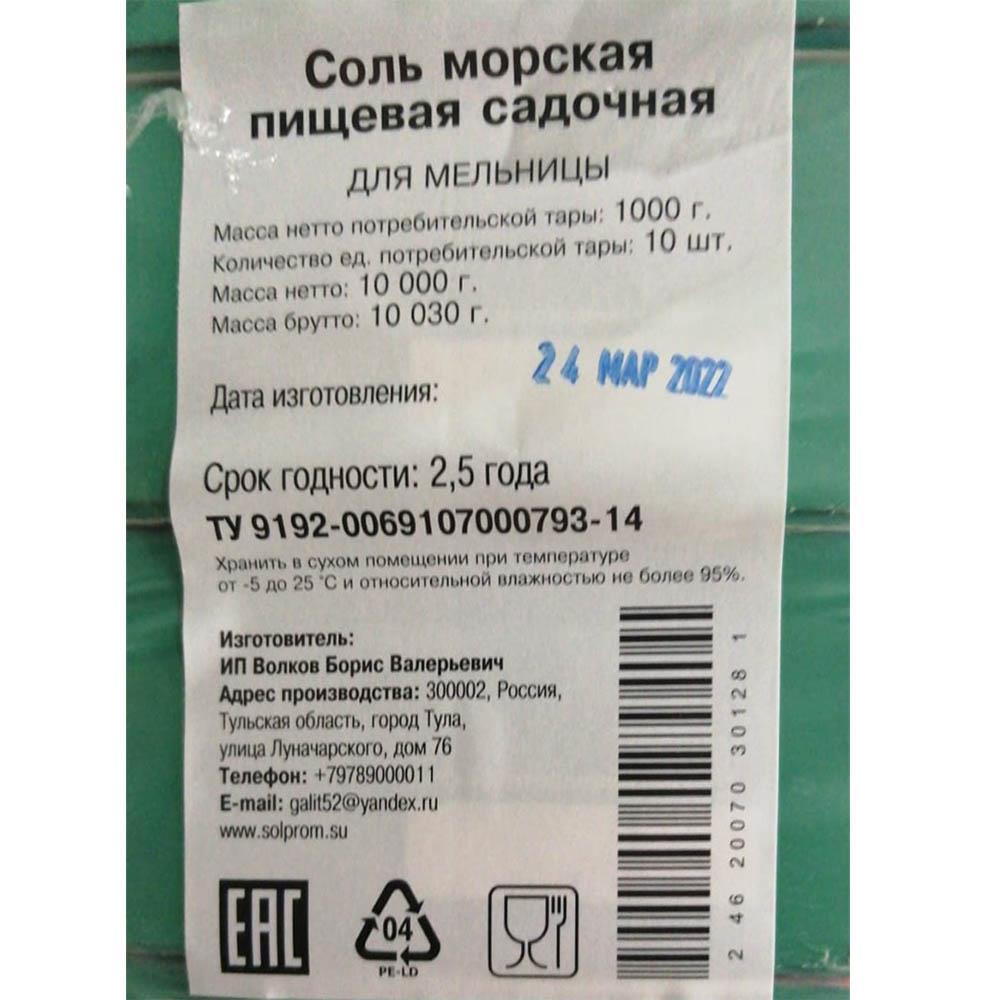 Соль морская
пищевая садочная
ДЛЯ МЕЛЬНИЦЫ
Масса нетто потребительской тары: 1000 г.
Количество ед. потребительской тары: 10 шт.
Масса нетто: 10 000 г.
Масса брутто: 10 030 г.
24 МАР 2022
Дата изготовления:
Срок годности: 2,5 года
ТУ 9192-0069107000793-14
Хранить в сухом помещении при температуре
от -5 до 25 °С и относительной влажностью не более 95%.
Изготовитель:
ИП Волков Борис Валерьевич
Адрес производства: 300002, Россия,
Тульская область, город Тула,
улица Луначарского, дом 76
Телефон: +79789000011
E-mail: galit52@yandex.ru
www.solprom.su
2 46 20070 30128 1
EAC
04
PE-LD